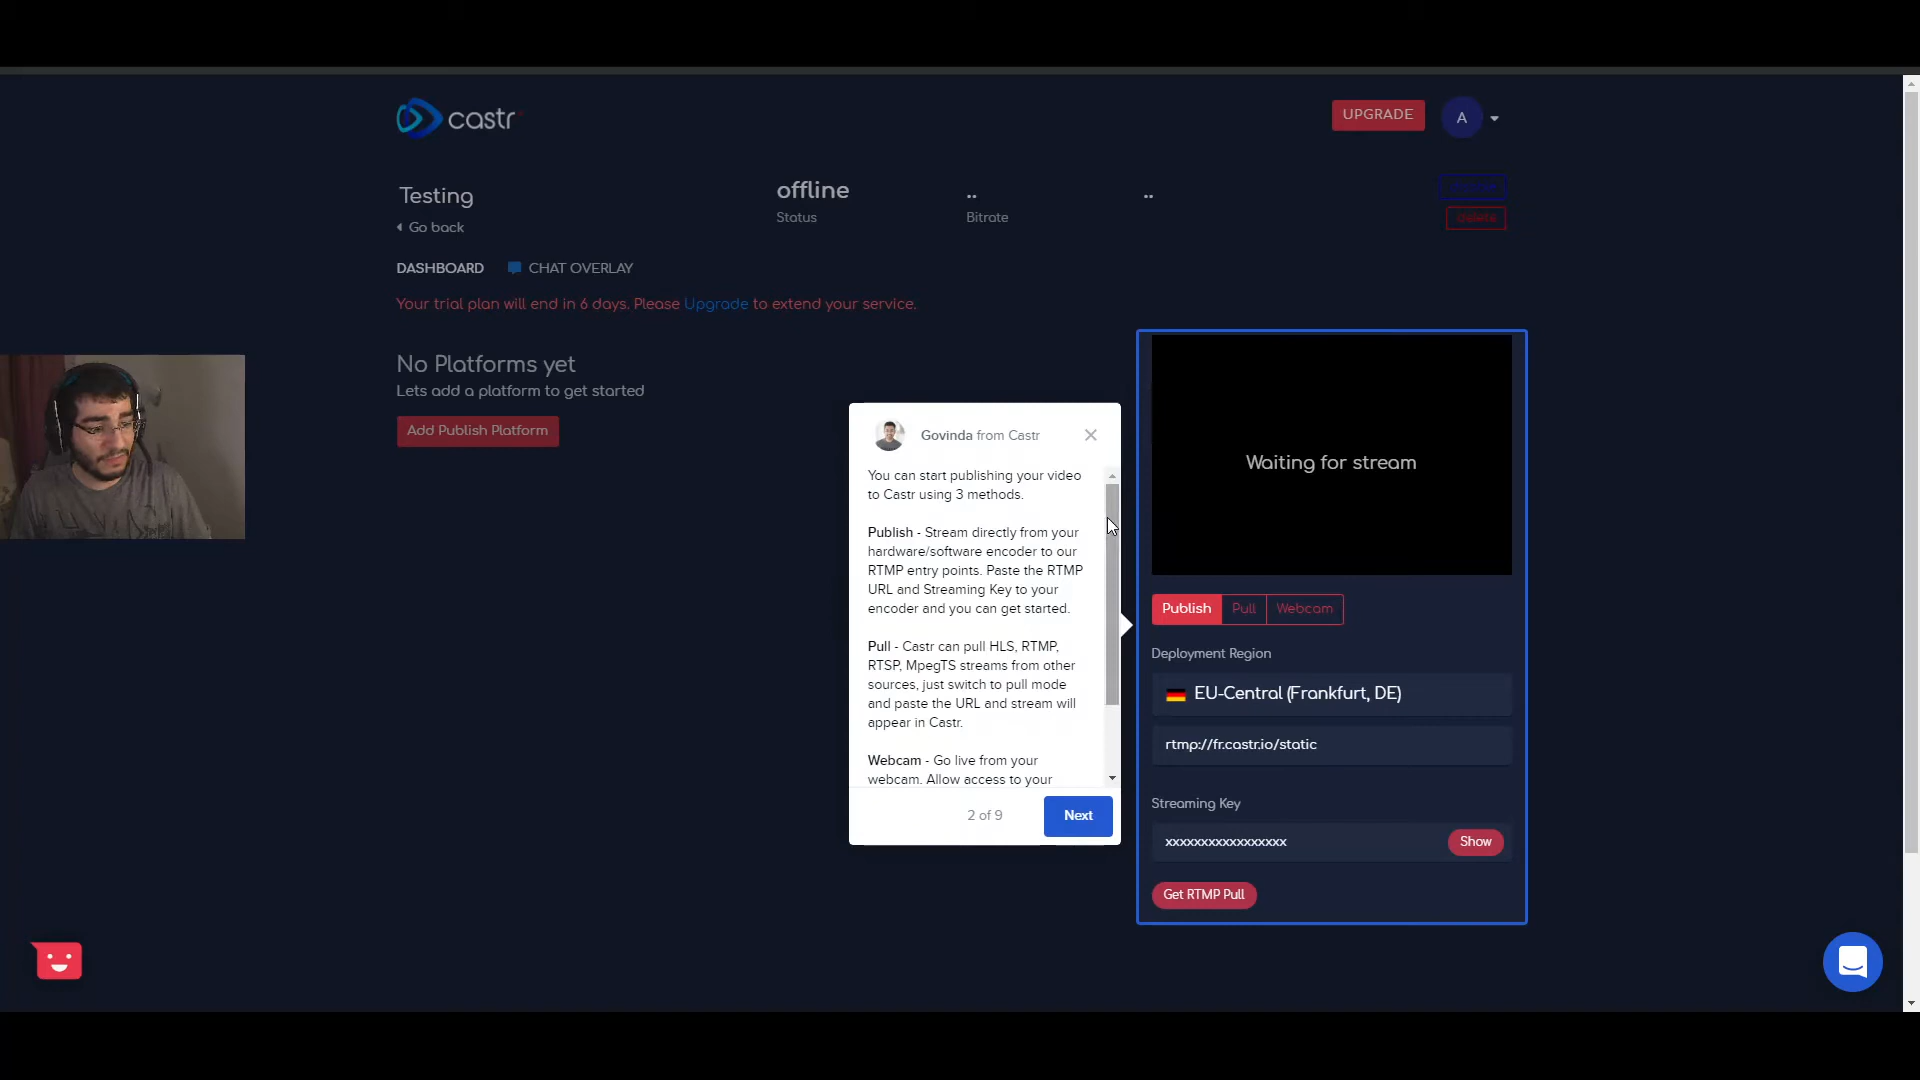 castr
UPGRADE
A
Testing
Go back
offline
Status
..
Bitrate
..
delete
DASHBOARD
CHAT OVERLAY
Your trial plan will end in 6 days. Please Upgrade to extend your service.
No Platforms yet
Lets add a platform to get started
Add Publish Platform
Govinda from Castr
You can start publishing your video
to Castr using 3 methods.
Publish - Stream directly from your
hardware/software encoder to our
RTMP entry points. Paste the RTMP
URL and Streaming Key to your
encoder and you can get started.
Pull - Castr can pull HLS, RTMP,
RTSP, MpegTS streams from other
sources, just switch to pull mode
and paste the URL and stream will
appear in Castr.
Webcam - Go live from your
webcam. Allow access to your
2 of 9
Next
Waiting for stream
Publish
Pull
Webcam
Deployment Region
EU-Central (Frankfurt, DE)
rtmp://fr.castr.io/static
Streaming Key
xxxxxxxxxxxxxxxxx
Show
Get RTMP Pull